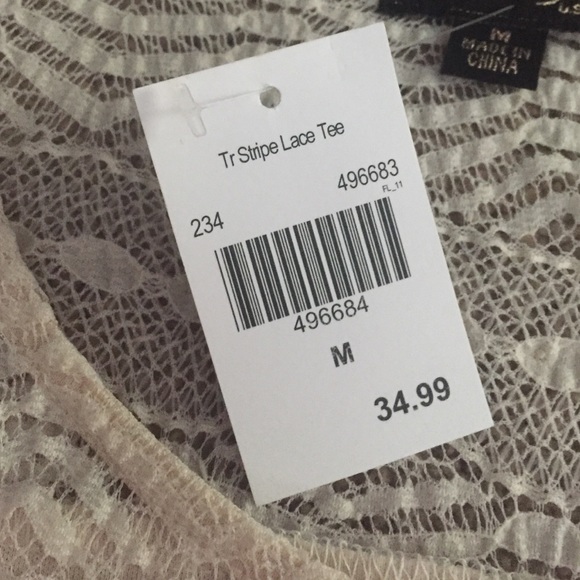 M
MADE IN
CHINA
Tr Stripe Lace Tee
496683
FL_11
234
496684
M
34.99